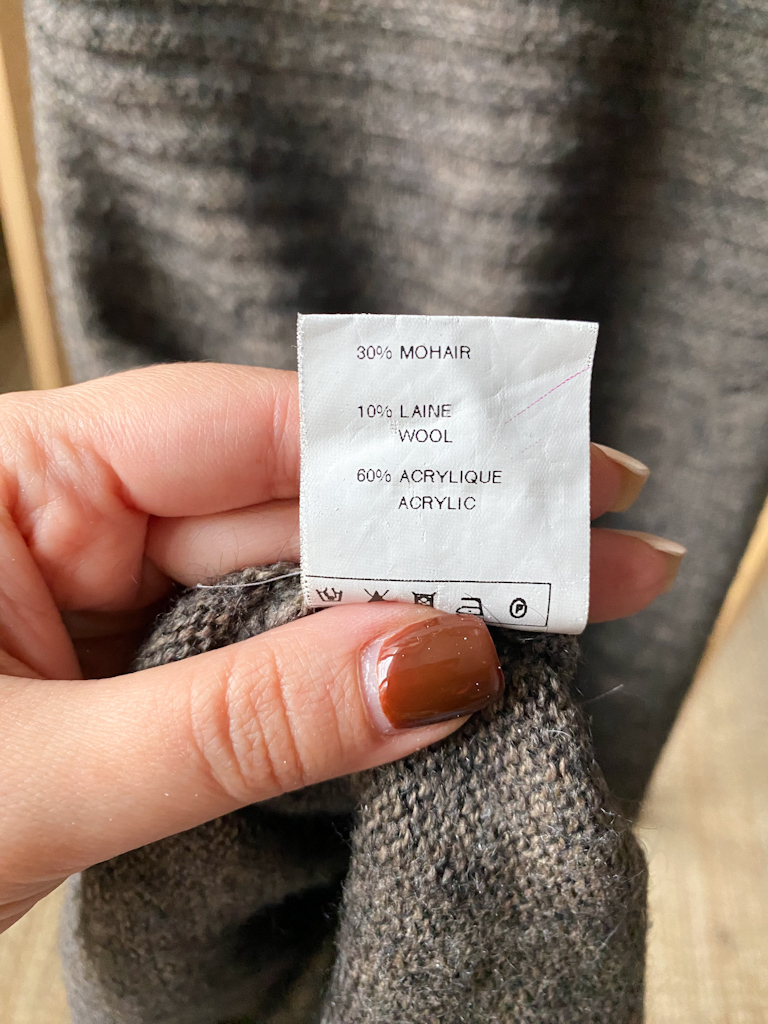 30% MOHAIR
10% LAINE
WOOL
60% ACRYLIQUE
ACRYLIC
P